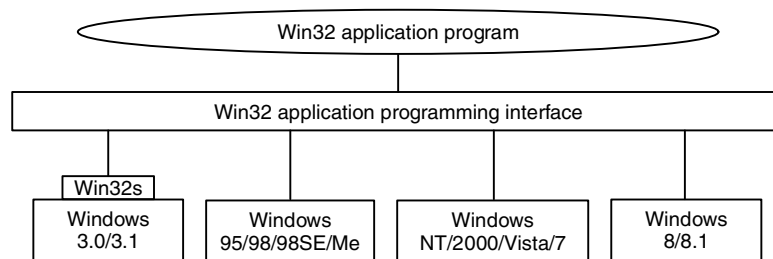 Win32 application program
Win32 application programming interface
Win32s
Windows
3.0/3.1
Windows
95/98/98SE/Me
Windows
NT/2000/Vista/7
Windows
8/8.1